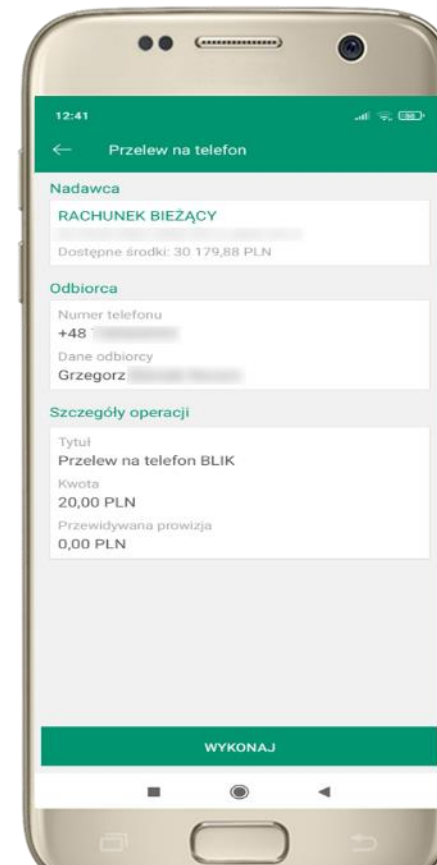 12:41
Przelew na telefon
Nadawca
RACHUNEK BIEŻĄCY
Dostępne środki: 30 179,88 PLN
Odbiorca
Numer telefonu
+48
Dane odbiorcy
Grzegorz
Szczegóły operacji
Tytuł
Przelew na telefon BLIK
Kwota
20,00 PLN
Przewidywana prowizja
0,00 PLN
WYKONAJ